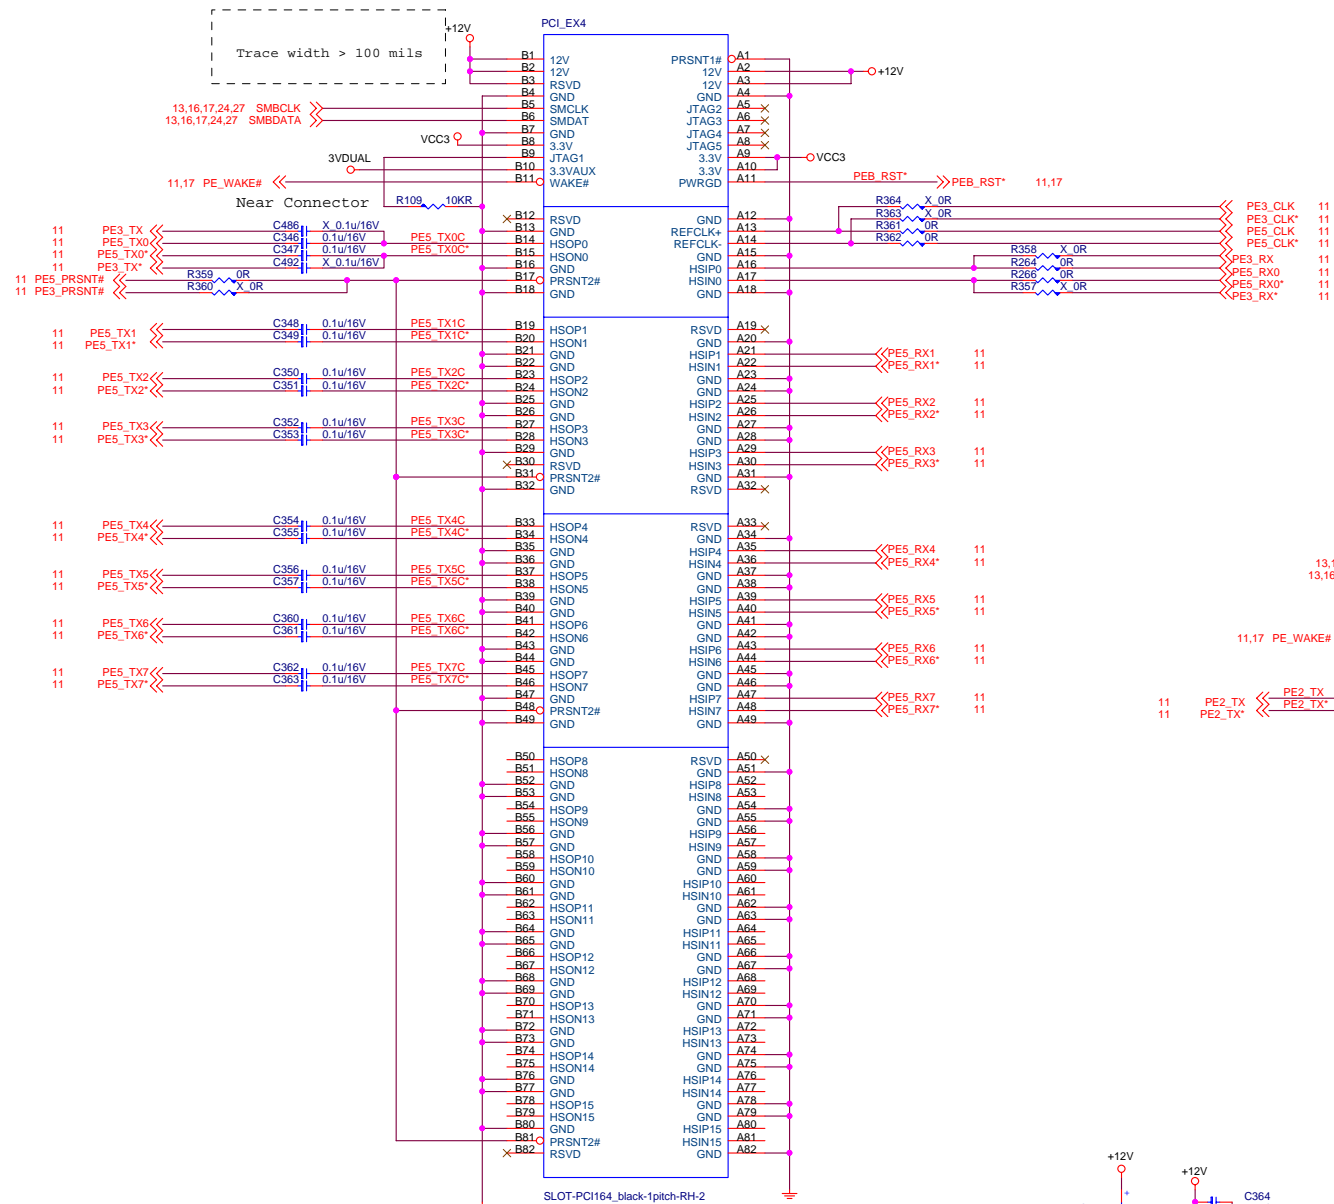 Trace width > 100 mils
+12V
PCI_EX4
B1 12V PRSNT1# A1
B2 12V 12V A2 +12V
B3 RSVD 12V A3
B4 GND GND A4
13,16,17,24,27 SMBCLK B5 SMCLK JTAG2 A5
13,16,17,24,27 SMBDATA B6 SMDAT JTAG3 A6
B7 GND JTAG4 A7
VCC3 B8 3.3V JTAG5 A8
3VDUAL B9 JTAG1 3.3V A9 VCC3
B10 3.3VAUX 3.3V A10
11,17 PE_WAKE# B11 WAKE# PWRGD A11 PEB_RST* PEB_RST* 11,17
Near Connector R109 10KR
R364 X_0R PE3_CLK 11
B12 RSVD GND A12 R363 X_0R PE3_CLK* 11
11 PE3_TX C486 X_0.1u/16V B13 GND REFCLK+ A13 R361 0R PE5_CLK 11
11 PE5_TX0 C346 0.1u/16V PE5_TX0C B14 HSOP0 REFCLK- A14 R362 0R PE5_CLK* 11
11 PE5_TX0* C347 0.1u/16V PE5_TX0C* B15 HSON0 GND A15 R358 X_0R PE3_RX 11
11 PE3_TX* C492 X_0.1u/16V B16 GND HSIP0 A16 R264 0R PE5_RX0 11
11 PE5_PRSNT# R359 0R B17 PRSNT2# HSIN0 A17 R266 0R PE5_RX0* 11
11 PE3_PRSNT# R360 X_0R B18 GND GND A18 R357 X_0R PE3_RX* 11
11 PE5_TX1 C348 0.1u/16V PE5_TX1C B19 HSOP1 RSVD A19
11 PE5_TX1* C349 0.1u/16V PE5_TX1C* B20 HSON1 GND A20
B21 GND HSIP1 A21 PE5_RX1 11
B22 GND HSIN1 A22 PE5_RX1* 11
11 PE5_TX2 C350 0.1u/16V PE5_TX2C B23 HSOP2 GND A23
11 PE5_TX2* C351 0.1u/16V PE5_TX2C* B24 HSON2 GND A24
B25 GND HSIP2 A25 PE5_RX2 11
B26 GND HSIN2 A26 PE5_RX2* 11
11 PE5_TX3 C352 0.1u/16V PE5_TX3C B27 HSOP3 GND A27
11 PE5_TX3* C353 0.1u/16V PE5_TX3C* B28 HSON3 GND A28
B29 GND HSIP3 A29 PE5_RX3 11
B30 RSVD HSIN3 A30 PE5_RX3* 11
B31 PRSNT2# GND A31
B32 GND RSVD A32
11 PE5_TX4 C354 0.1u/16V PE5_TX4C B33 HSOP4 RSVD A33
11 PE5_TX4* C355 0.1u/16V PE5_TX4C* B34 HSON4 GND A34
B35 GND HSIP4 A35 PE5_RX4 11
B36 GND HSIN4 A36 PE5_RX4* 11
11 PE5_TX5 C356 0.1u/16V PE5_TX5C B37 HSOP5 GND A37
11 PE5_TX5* C357 0.1u/16V PE5_TX5C* B38 HSON5 GND A38
B39 GND HSIP5 A39 PE5_RX5 11
B40 GND HSIN5 A40 PE5_RX5* 11
11 PE5_TX6 C360 0.1u/16V PE5_TX6C B41 HSOP6 GND A41
11 PE5_TX6* C361 0.1u/16V PE5_TX6C* B42 HSON6 GND A42
B43 GND HSIP6 A43 PE5_RX6 11
B44 GND HSIN6 A44 PE5_RX6* 11
11 PE5_TX7 C362 0.1u/16V PE5_TX7C B45 HSOP7 GND A45
11 PE5_TX7* C363 0.1u/16V PE5_TX7C* B46 HSON7 GND A46
B47 GND HSIP7 A47 PE5_RX7 11
B48 PRSNT2# HSIN7 A48 PE5_RX7* 11
B49 GND GND A49
B50 HSOP8 RSVD A50
B51 HSON8 GND A51
B52 GND HSIP8 A52
B53 GND HSIN8 A53
B54 HSOP9 GND A54
B55 HSON9 GND A55
B56 GND HSIP9 A56
B57 GND HSIN9 A57
B58 HSOP10 GND A58
B59 HSON10 GND A59
B60 GND HSIP10 A60
B61 GND HSIN10 A61
B62 HSOP11 GND A62
B63 HSON11 GND A63
B64 GND HSIP11 A64
B65 GND HSIN11 A65
B66 HSOP12 GND A66
B67 HSON12 GND A67
B68 GND HSIP12 A68
B69 GND HSIN12 A69
B70 HSOP13 GND A70
B71 HSON13 GND A71
B72 GND HSIP13 A72
B73 GND HSIN13 A73
B74 HSOP14 GND A74
B75 HSON14 GND A75
B76 GND HSIP14 A76
B77 GND HSIN14 A77
B78 HSOP15 GND A78
B79 HSON15 GND A79
B80 GND HSIP15 A80
B81 PRSNT2# HSIN15 A81
B82 RSVD GND A82
SLOT-PCI164_black-1pitch-RH-2
13,1
13,16
11,17 PE_WAKE#
11 PE2_TX PE2_TX
11 PE2_TX* PE2_TX*
+12V
+12V
+
C364